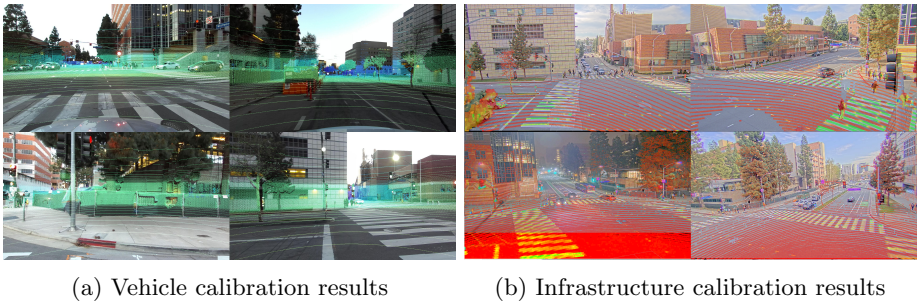 (a) Vehicle calibration results
(b) Infrastructure calibration results